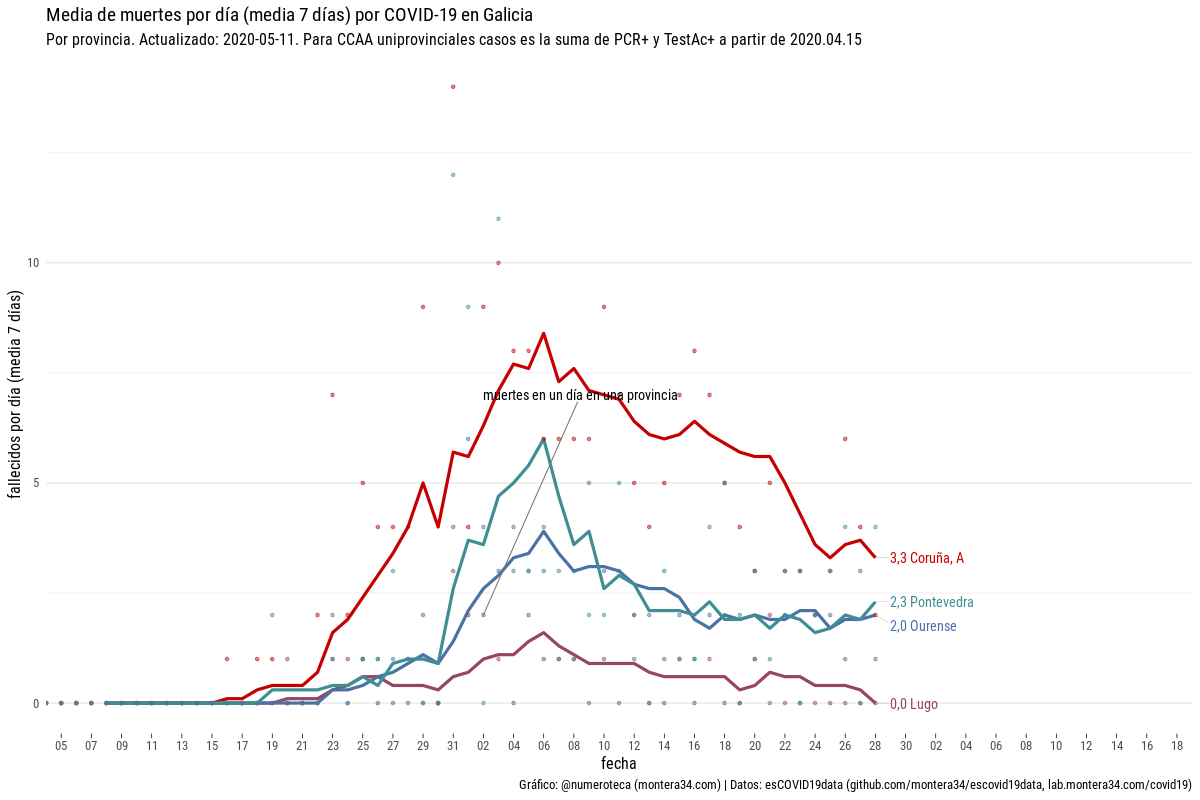 Media de muertes por día (media 7 días) por COVID-19 en Galicia
Por provincia. Actualizado: 2020-05-11. Para CCAA uniprovinciales casos es la suma de PCR+ y TestAc+ a partir de 2020.04.15
fallecidos por día (media 7 días)
10
5
0
muertes en un día en una provincia
3,3 Coruña, A
2,3 Pontevedra
2,0 Ourense
0,0 Lugo
05 07 09 11 13 15 17 19 21 23 25 27 29 31 02 04 06 08 10 12 14 16 18 20 22 24 26 28 30 02 04 06 08 10 12 14 16 18
fecha
Gráfico: @numeroteca (montera34.com) | Datos: esCOVID19data (github.com/montera34/escovid19data, lab.montera34.com/covid19)